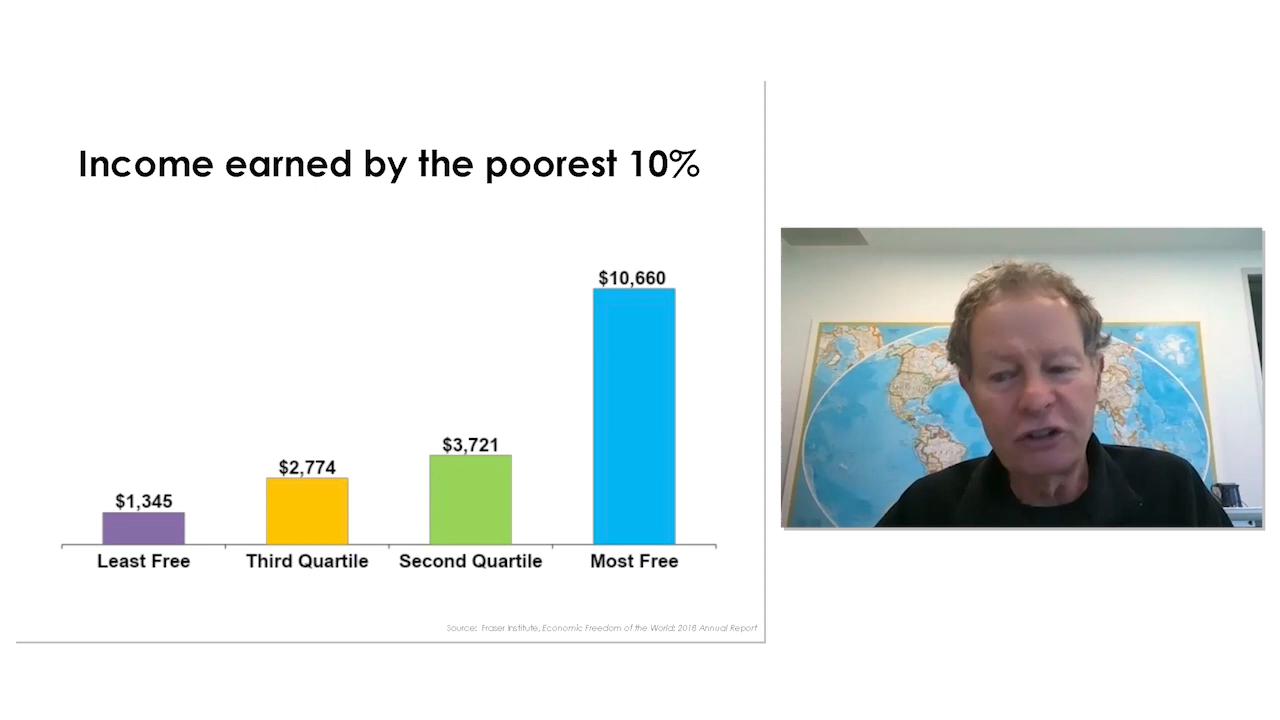 Income earned by the poorest 10%
$10,660
$3,721
$2,774
$1,345
Least Free
Third Quartile
Second Quartile
Most Free
Source: Fraser Institute, Economic Freedom of the World: 2018 Annual Report